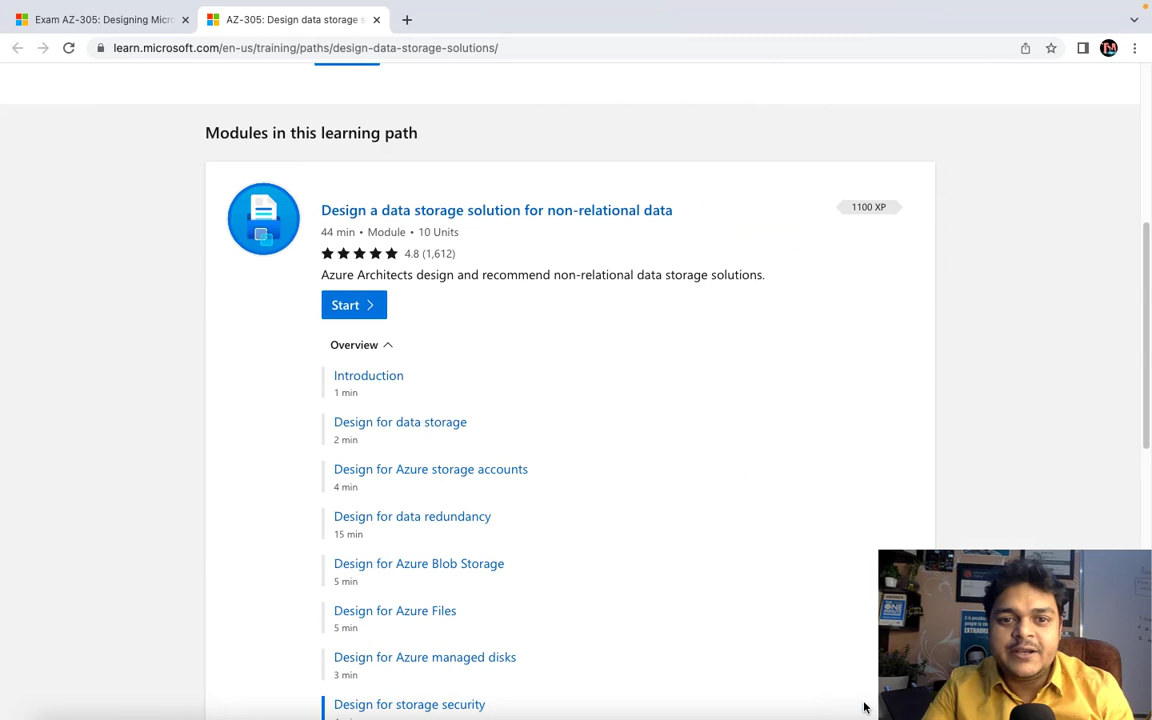 Exam AZ-305: Designing Micro
AZ-305: Design data storage s
learn.microsoft.com/en-us/training/paths/design-data-storage-solutions/
Modules in this learning path
Design a data storage solution for non-relational data
1100 XP
44 min • Module • 10 Units
4.8 (1,612)
Azure Architects design and recommend non-relational data storage solutions.
Start
Overview
Introduction
1 min
Design for data storage
2 min
Design for Azure storage accounts
4 min
Design for data redundancy
15 min
Design for Azure Blob Storage
5 min
Design for Azure Files
5 min
Design for Azure managed disks
3 min
Design for storage security